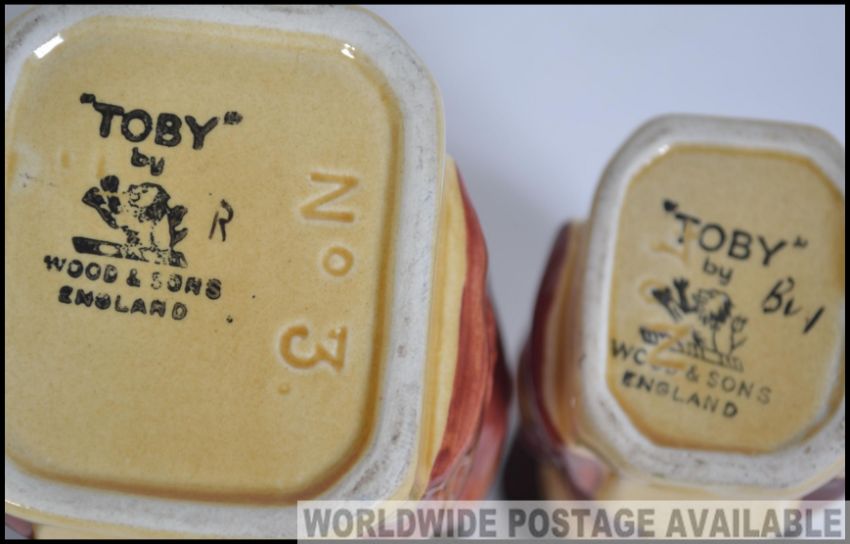 "TOBY"
by
R
WOOD & SONS
ENGLAND
No 3
"TOBY"
by
WOOD & SONS
ENGLAND
WORLDWIDE POSTAGE AVAILABLE